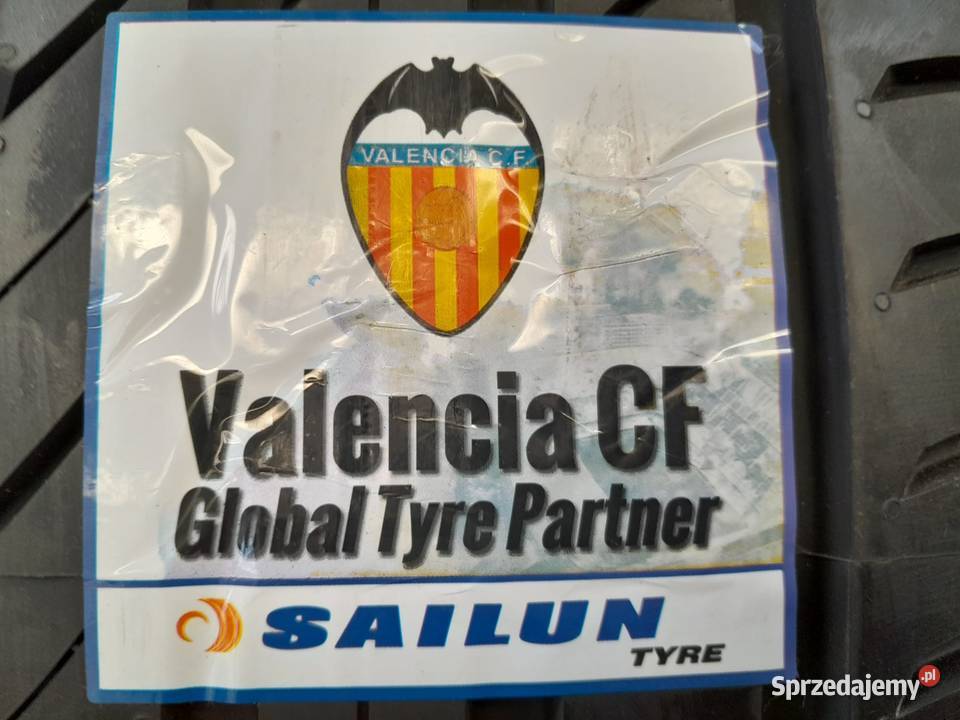 VALENCIA C.F.
Valencia CF
Global Tyre Partner
SAILUN
TYRE
Sprzedajemy.pl